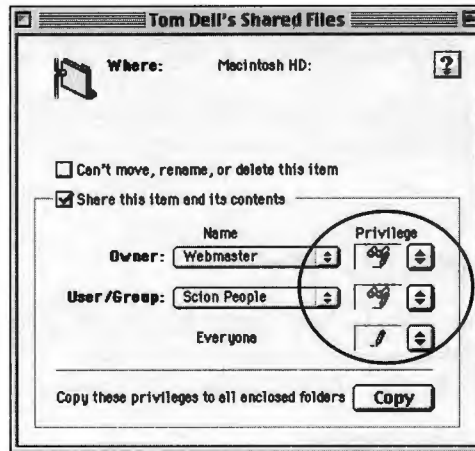 Tom Dell's Shared Files
Where: Macintosh HD:
?
Can't move, rename, or delete this item
Share this item and its contents
Name Privilege
Owner: Webmaster
User/Group: Scion People
Everyone
Copy these privileges to all enclosed folders Copy